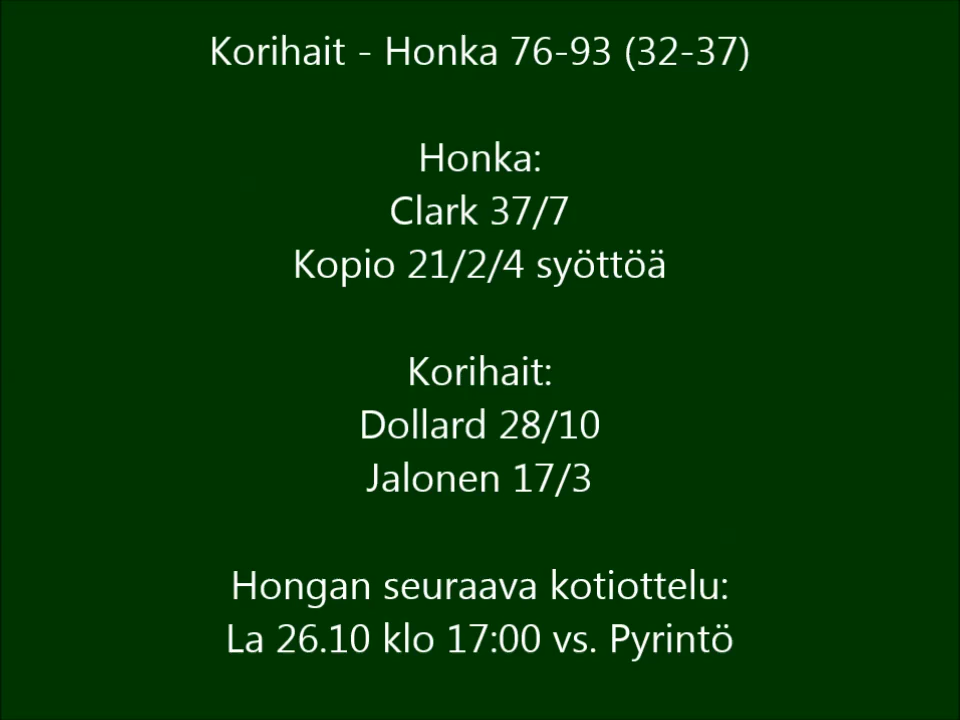 Korihait - Honka 76-93 (32-37)
Honka:
Clark 37/7
Kopio 21/2/4 syöttöä
Korihait:
Dollard 28/10
Jalonen 17/3
Hongan seuraava kotiottelu:
La 26.10 klo 17:00 vs. Pyrintö